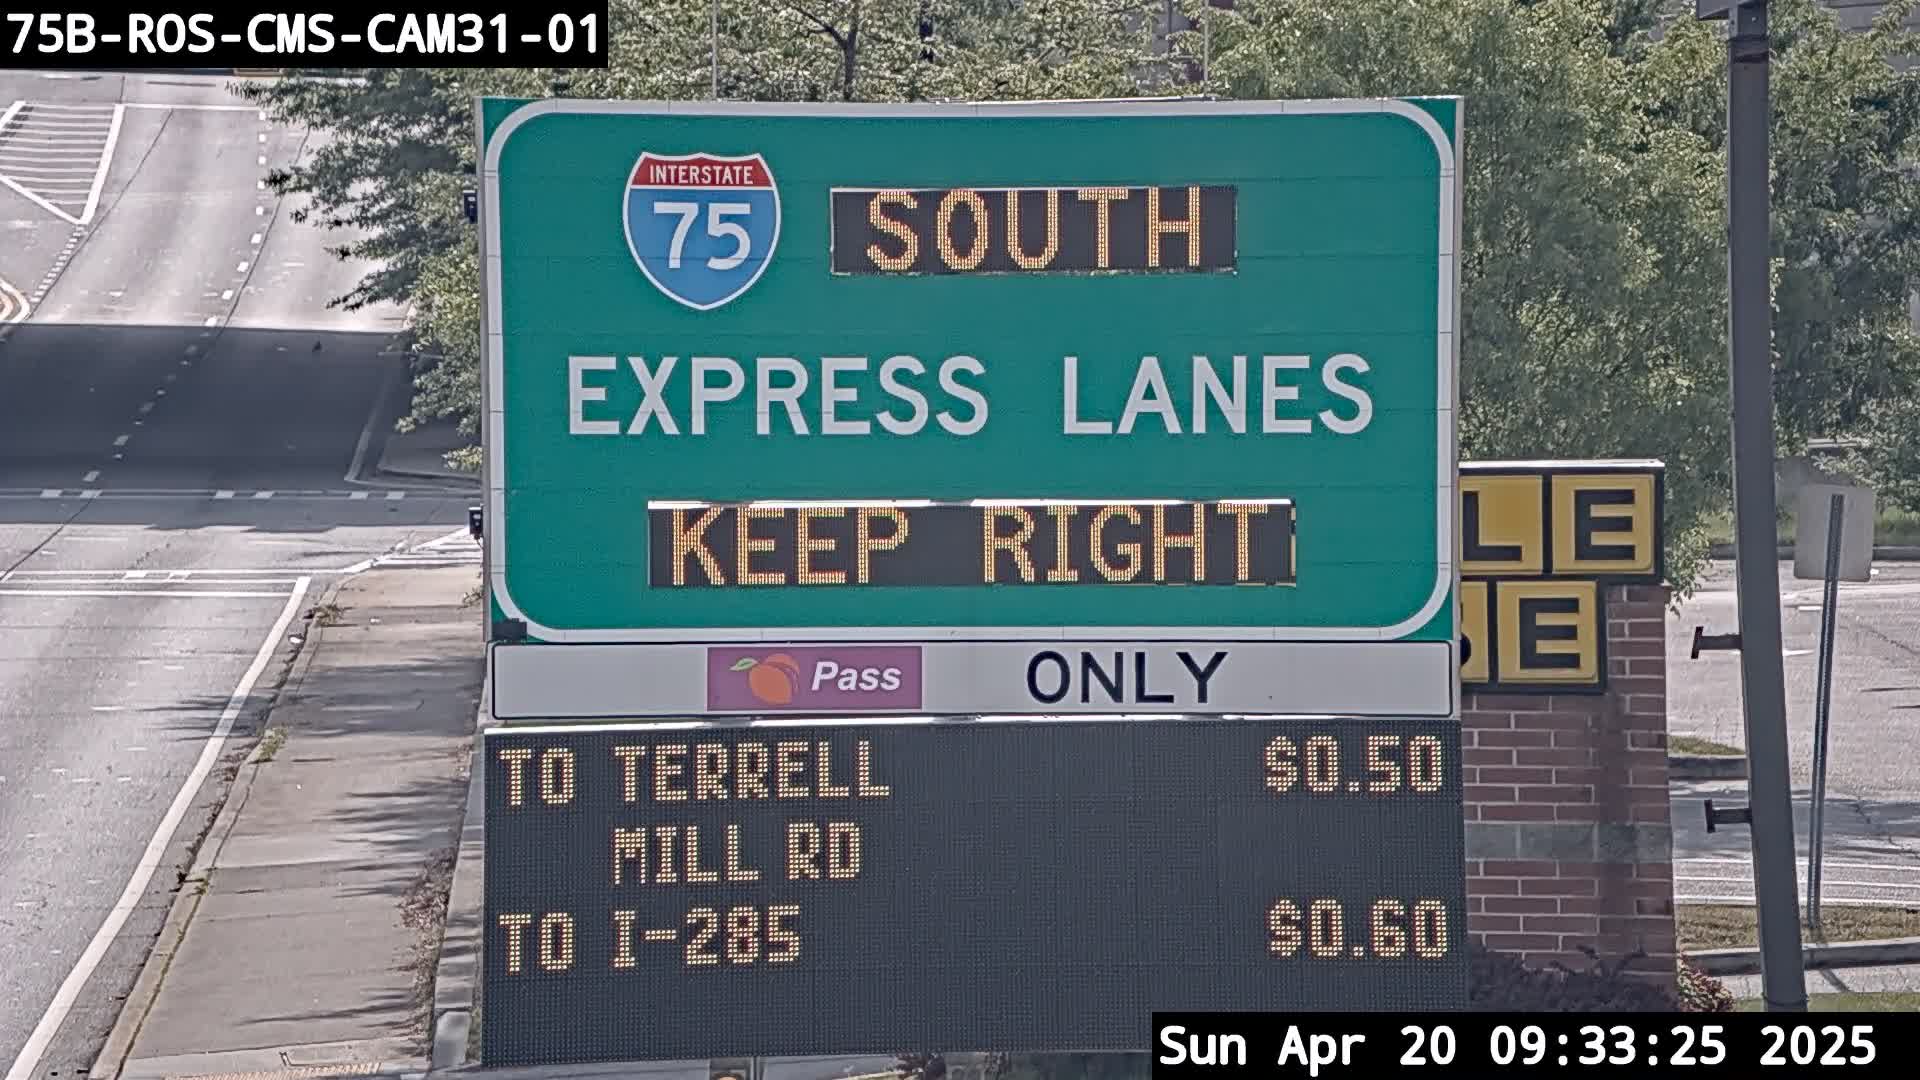 75B-ROS-CMS-CAM31-01
INTERSTATE
75
SOUTH
EXPRESS LANES
KEEP RIGHT
LE
E
Pass ONLY
TO TERRELL $0.50
MILL RD
TO I-285 $0.60
Sun Apr 20 09:33:25 2025